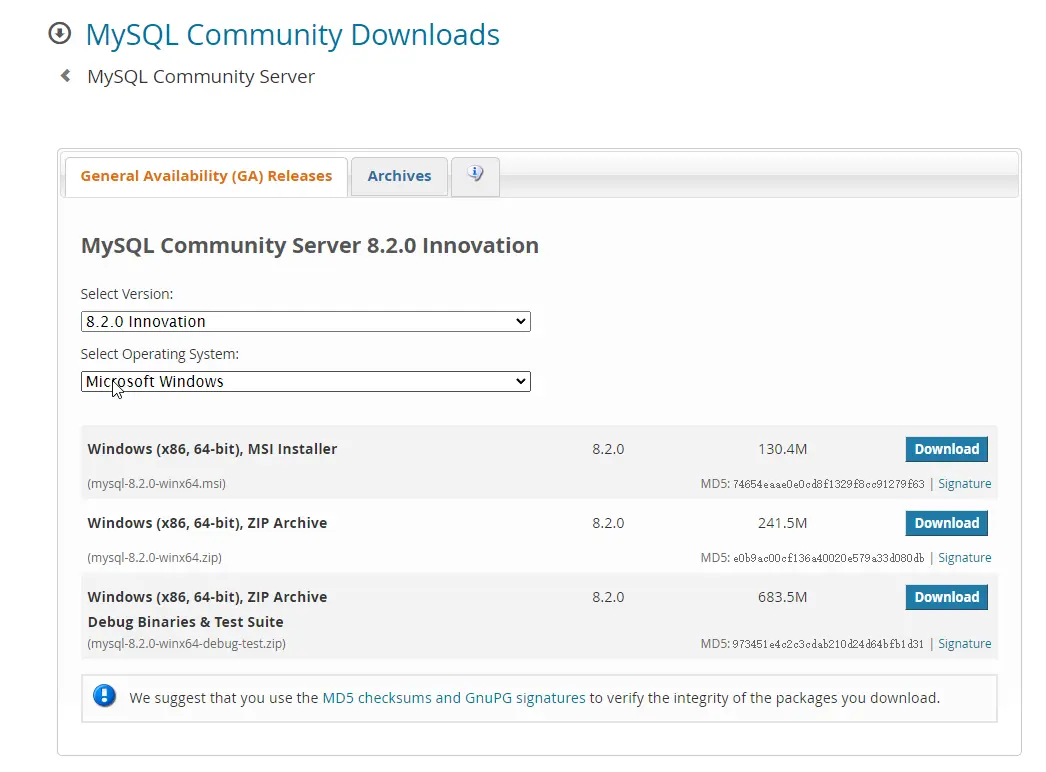 MySQL Community Downloads
MySQL Community Server
General Availability (GA) Releases Archives
MySQL Community Server 8.2.0 Innovation
Select Version:
8.2.0 Innovation
Select Operating System:
Microsoft Windows
Windows (x86, 64-bit), MSI Installer 8.2.0 130.4M Download
(mysql-8.2.0-winx64.msi) MD5: 74654eaae0e0cd8f1329f8cc91279f63 | Signature
Windows (x86, 64-bit), ZIP Archive 8.2.0 241.5M Download
(mysql-8.2.0-winx64.zip) MD5: e0b9ac00cf136a40020e579a33d080db | Signature
Windows (x86, 64-bit), ZIP Archive 8.2.0 683.5M Download
Debug Binaries & Test Suite
(mysql-8.2.0-winx64-debug-test.zip) MD5: 973451e4c2c3cdab210d24d64bfb1d31 | Signature
We suggest that you use the MD5 checksums and GnuPG signatures to verify the integrity of the packages you download.